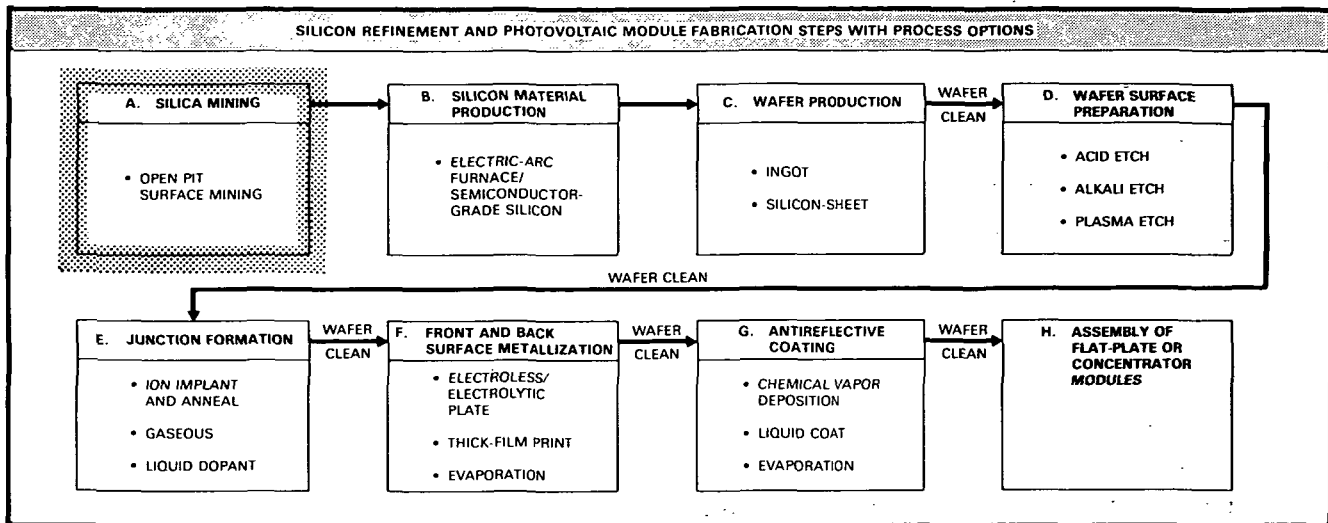 SILICON REFINEMENT AND PHOTOVOLTAIC MODULE FABRICATION STEPS WITH PROCESS OPTIONS
A. SILICA MINING
• OPEN PIT
SURFACE MINING
B. SILICON MATERIAL
PRODUCTION
• ELECTRIC-ARC
FURNACE/
SEMICONDUCTOR-
GRADE SILICON
C. WAFER PRODUCTION
• INGOT
• SILICON-SHEET
WAFER
CLEAN
D. WAFER SURFACE
PREPARATION
• ACID ETCH
• ALKALI ETCH
• PLASMA ETCH
WAFER CLEAN
E. JUNCTION FORMATION
• ION IMPLANT
AND ANNEAL
• GASEOUS
• LIQUID DOPANT
WAFER
CLEAN
F. FRONT AND BACK
SURFACE METALLIZATION
• ELECTROLESS/
ELECTROLYTIC
PLATE
• THICK-FILM PRINT
• EVAPORATION
WAFER
CLEAN
G. ANTIREFLECTIVE
COATING
• CHEMICAL VAPOR
DEPOSITION
• LIQUID COAT
• EVAPORATION
WAFER
CLEAN
H. ASSEMBLY OF
FLAT-PLATE OR
CONCENTRATOR
MODULES